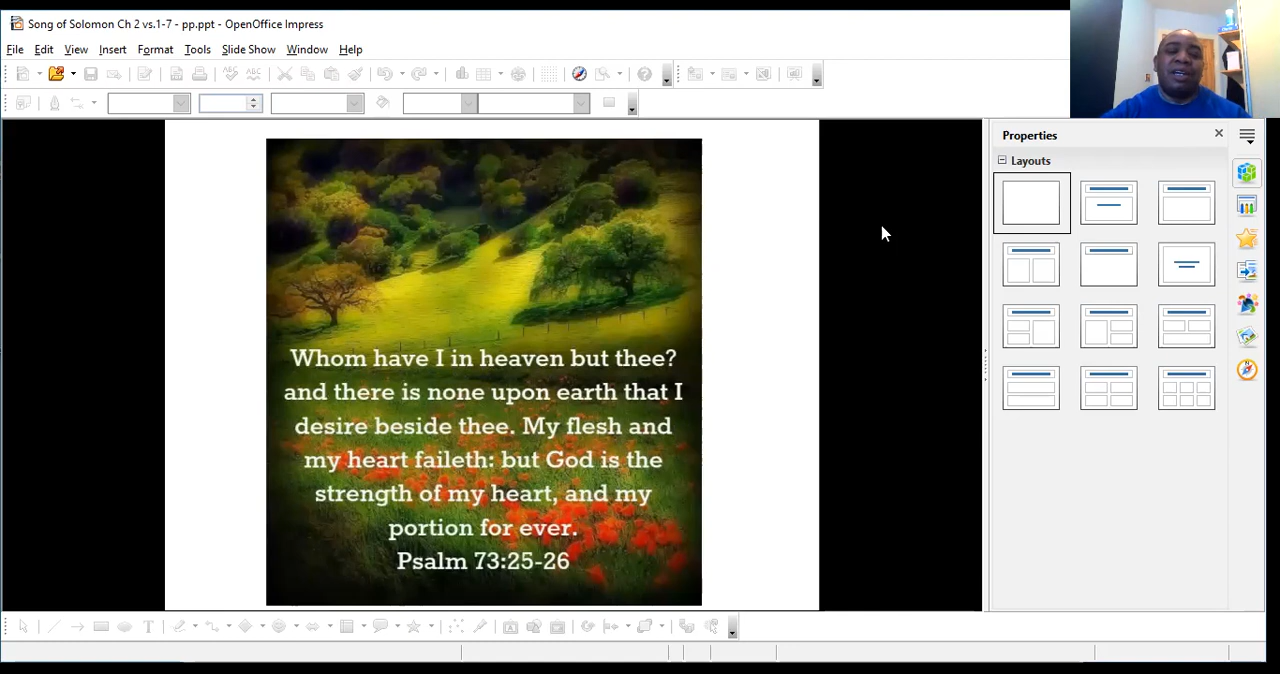 Song of Solomon Ch 2 vs.1-7 - pp.ppt - OpenOffice Impress
File Edit View Insert Format Tools Slide Show Window Help
Properties
Layouts
Whom have I in heaven but thee?
and there is none upon earth that I
desire beside thee. My flesh and
my heart faileth: but God is the
strength of my heart, and my
portion for ever.
Psalm 73:25-26